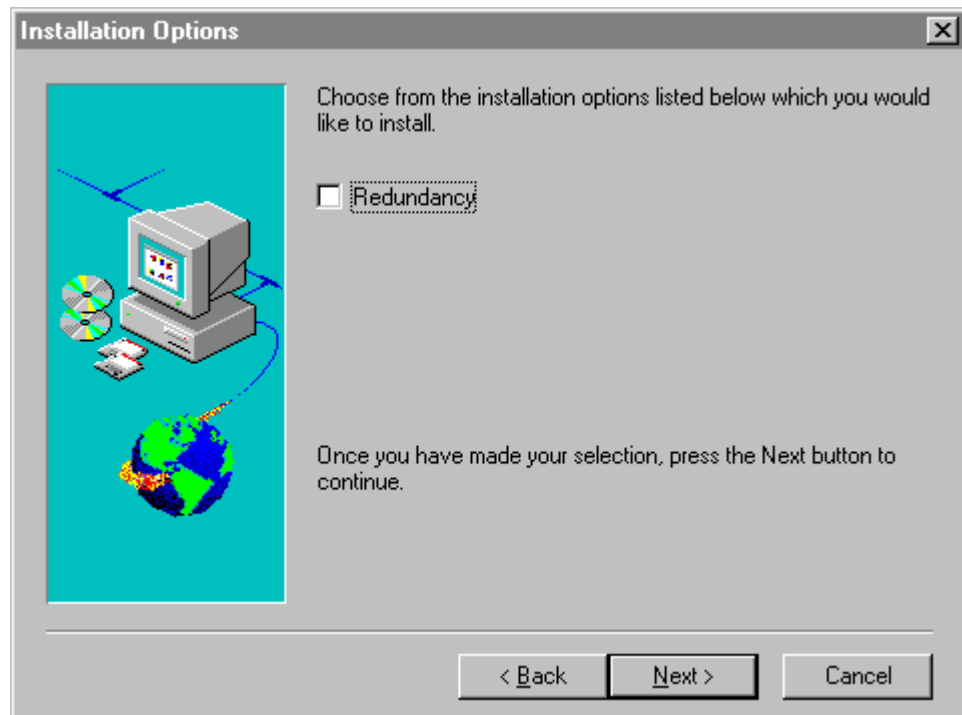 Installation Options
Choose from the installation options listed below which you would
like to install.
Redundancy
Once you have made your selection, press the Next button to
continue.
< Back
Next >
Cancel